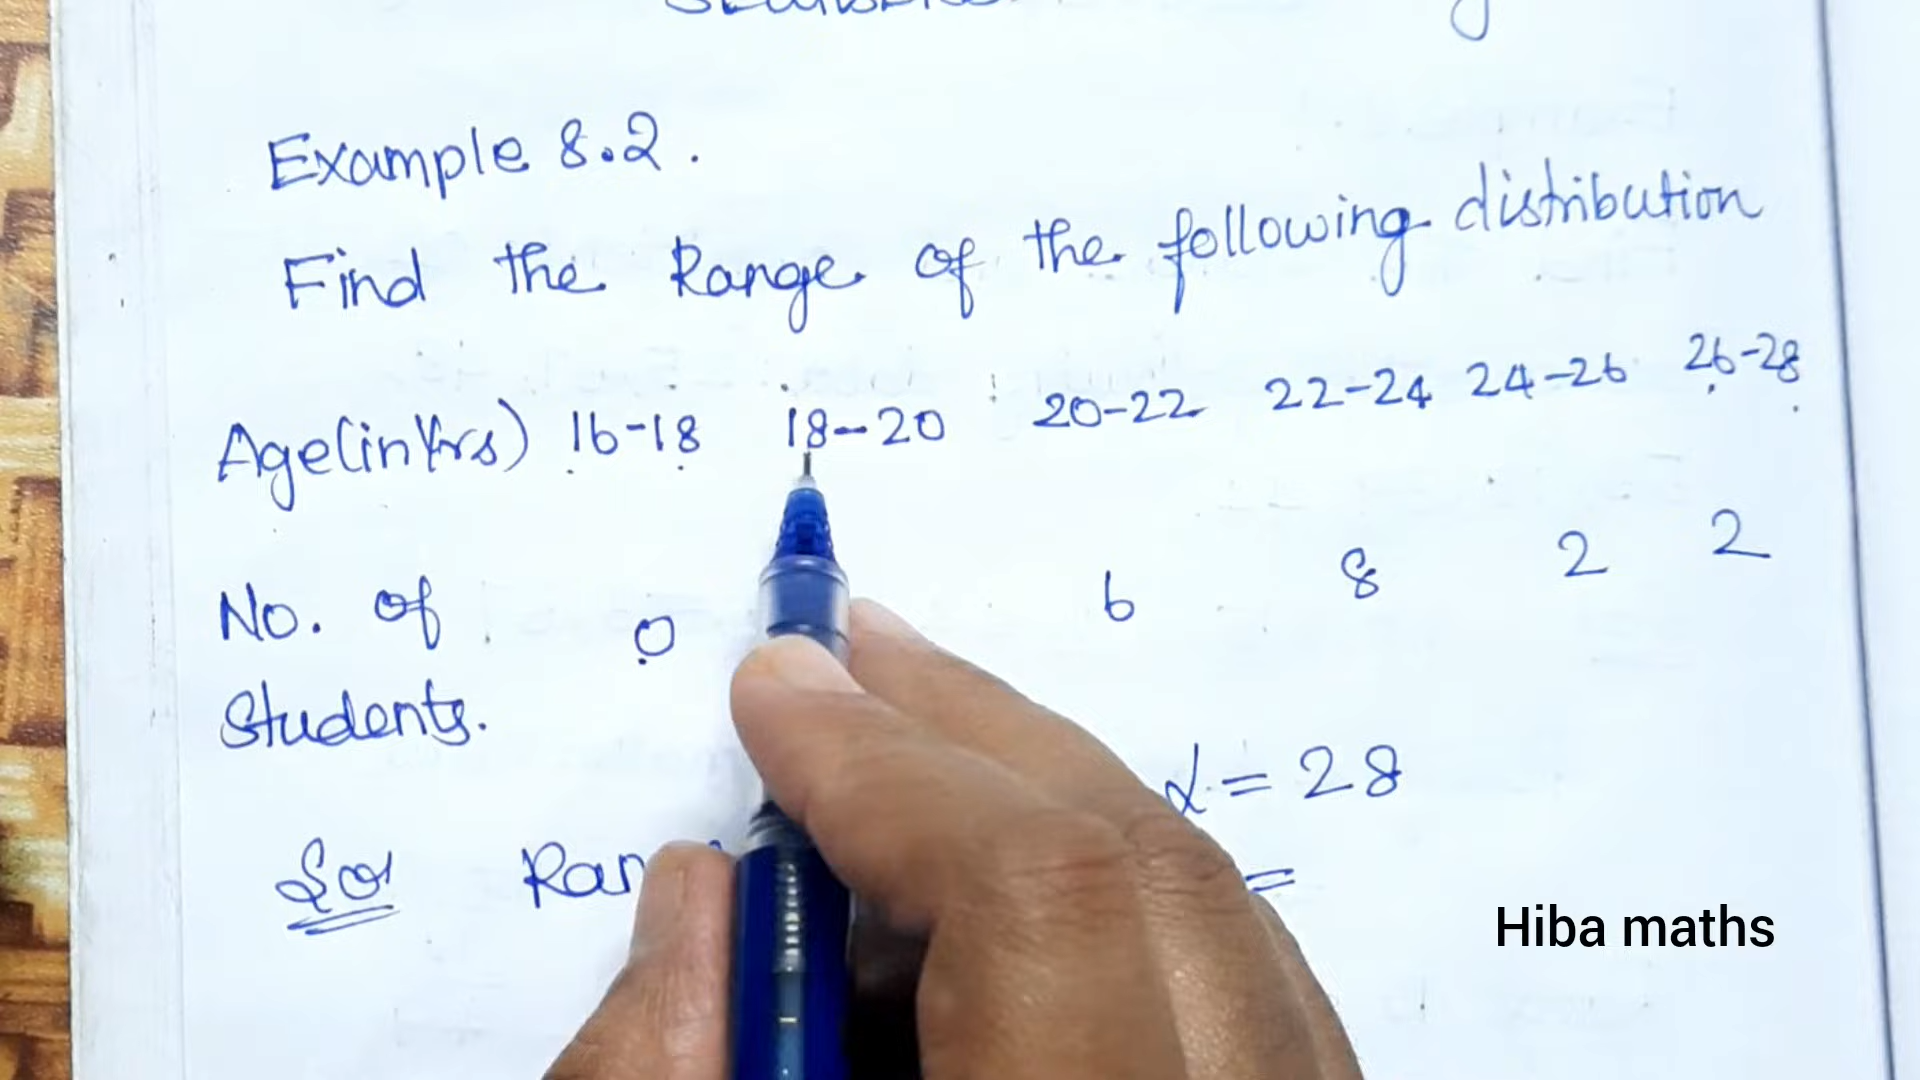 Example 8.2.
Find the Range of the following distribution
Age(in Yrs) 16-18 18-20 20-22 22-24 24-26 26-28
No. of 0 6 8 2 2
Students.
L = 28
Sol Ran =
Hiba maths